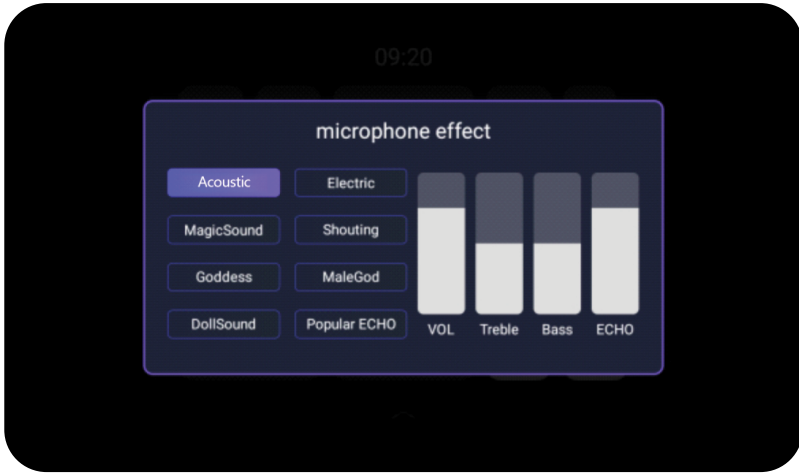 09:20
microphone effect
Acoustic
Electric
MagicSound
Shouting
Goddess
MaleGod
DollSound
Popular ECHO
VOL
Treble
Bass
ECHO